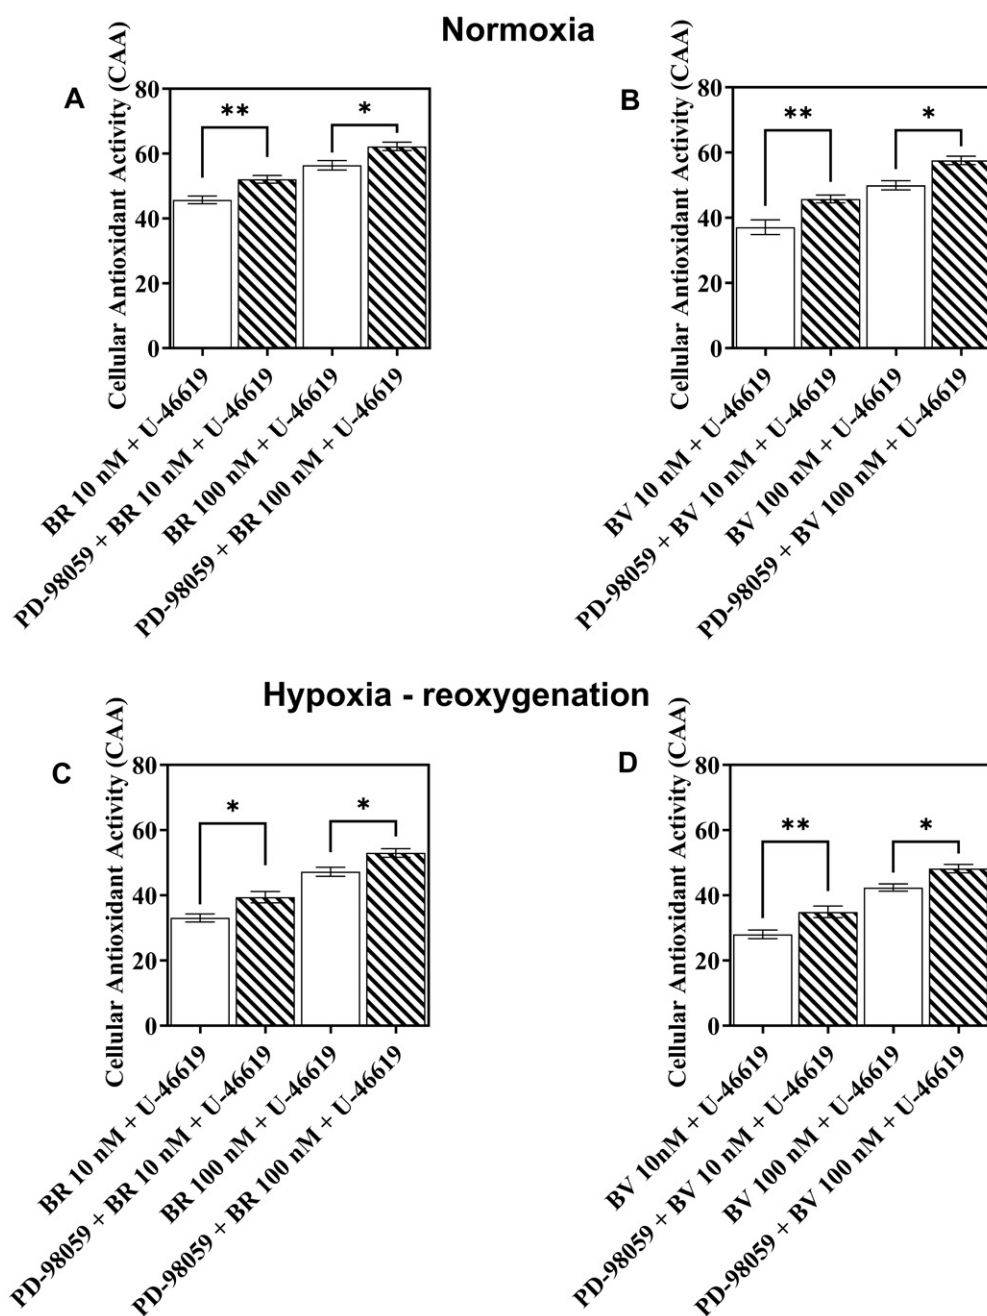 Normoxia
A
Cellular Antioxidant Activity (CAA)
80
60
40
20
0
**
*
BR 10 nM + U-46619
PD-98059 + BR 10 nM + U-46619
BR 100 nM + U-46619
PD-98059 + BR 100 nM + U-46619
B
Cellular Antioxidant Activity (CAA)
80
60
40
20
0
**
*
BV 10 nM + U-46619
PD-98059 + BV 10 nM + U-46619
BV 100 nM + U-46619
PD-98059 + BV 100 nM + U-46619
Hypoxia - reoxygenation
C
Cellular Antioxidant Activity (CAA)
80
60
40
20
0
*
*
BR 10 nM + U-46619
PD-98059 + BR 10 nM + U-46619
BR 100 nM + U-46619
PD-98059 + BR 100 nM + U-46619
D
Cellular Antioxidant Activity (CAA)
80
60
40
20
0
**
*
BV 10nM + U-46619
PD-98059 + BV 10 nM + U-46619
BV 100 nM + U-46619
PD-98059 + BV 100 nM + U-46619